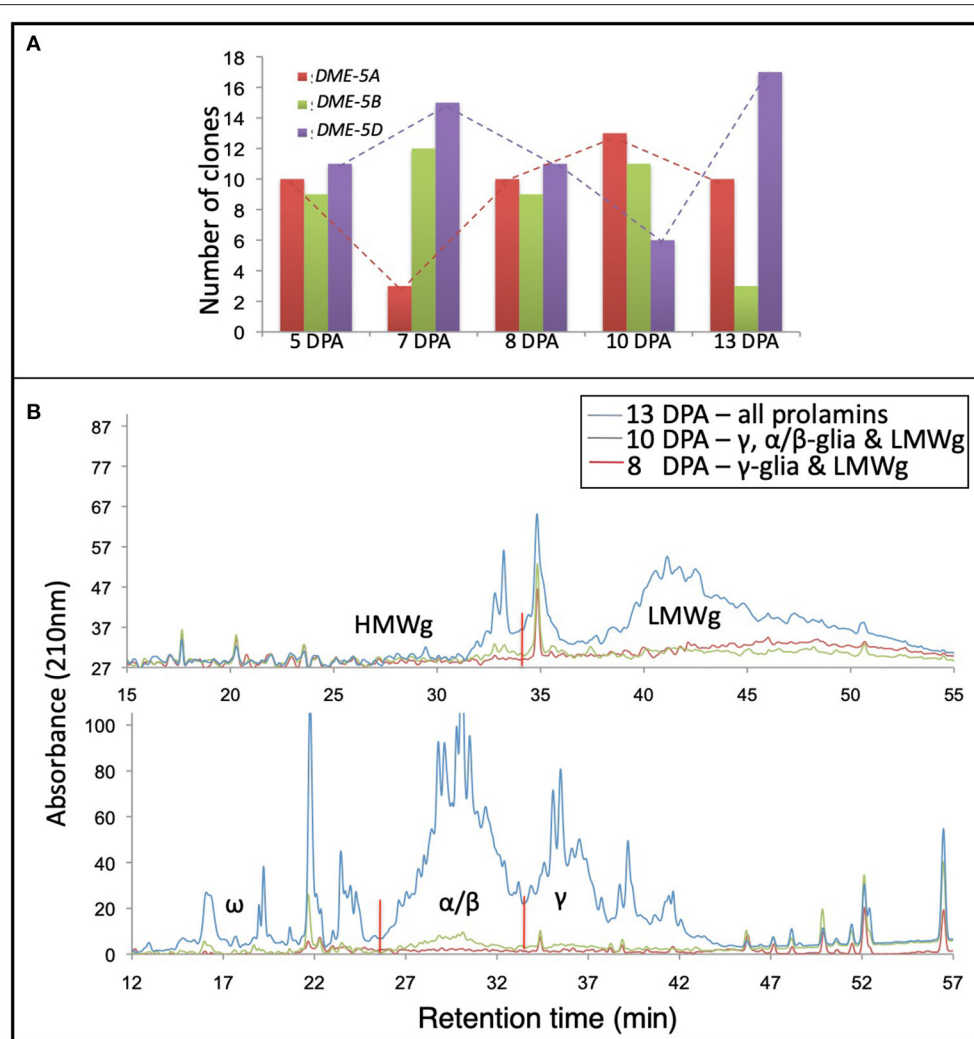 A
18
16
14
12
10
8
6
4
2
0
Number of clones
DME-5A
DME-5B
DME-5D
5 DPA 7 DPA 8 DPA 10 DPA 13 DPA
B
13 DPA – all prolamins
10 DPA – γ, α/β-glia & LMWg
8 DPA – γ-glia & LMWg
87
77
67
57
47
37
27
HMWg
LMWg
15 20 25 30 35 40 45 50 55
Absorbance (210nm)
100
80
60
40
20
0
ω
α/β
γ
12 17 22 27 32 37 42 47 52 57
Retention time (min)